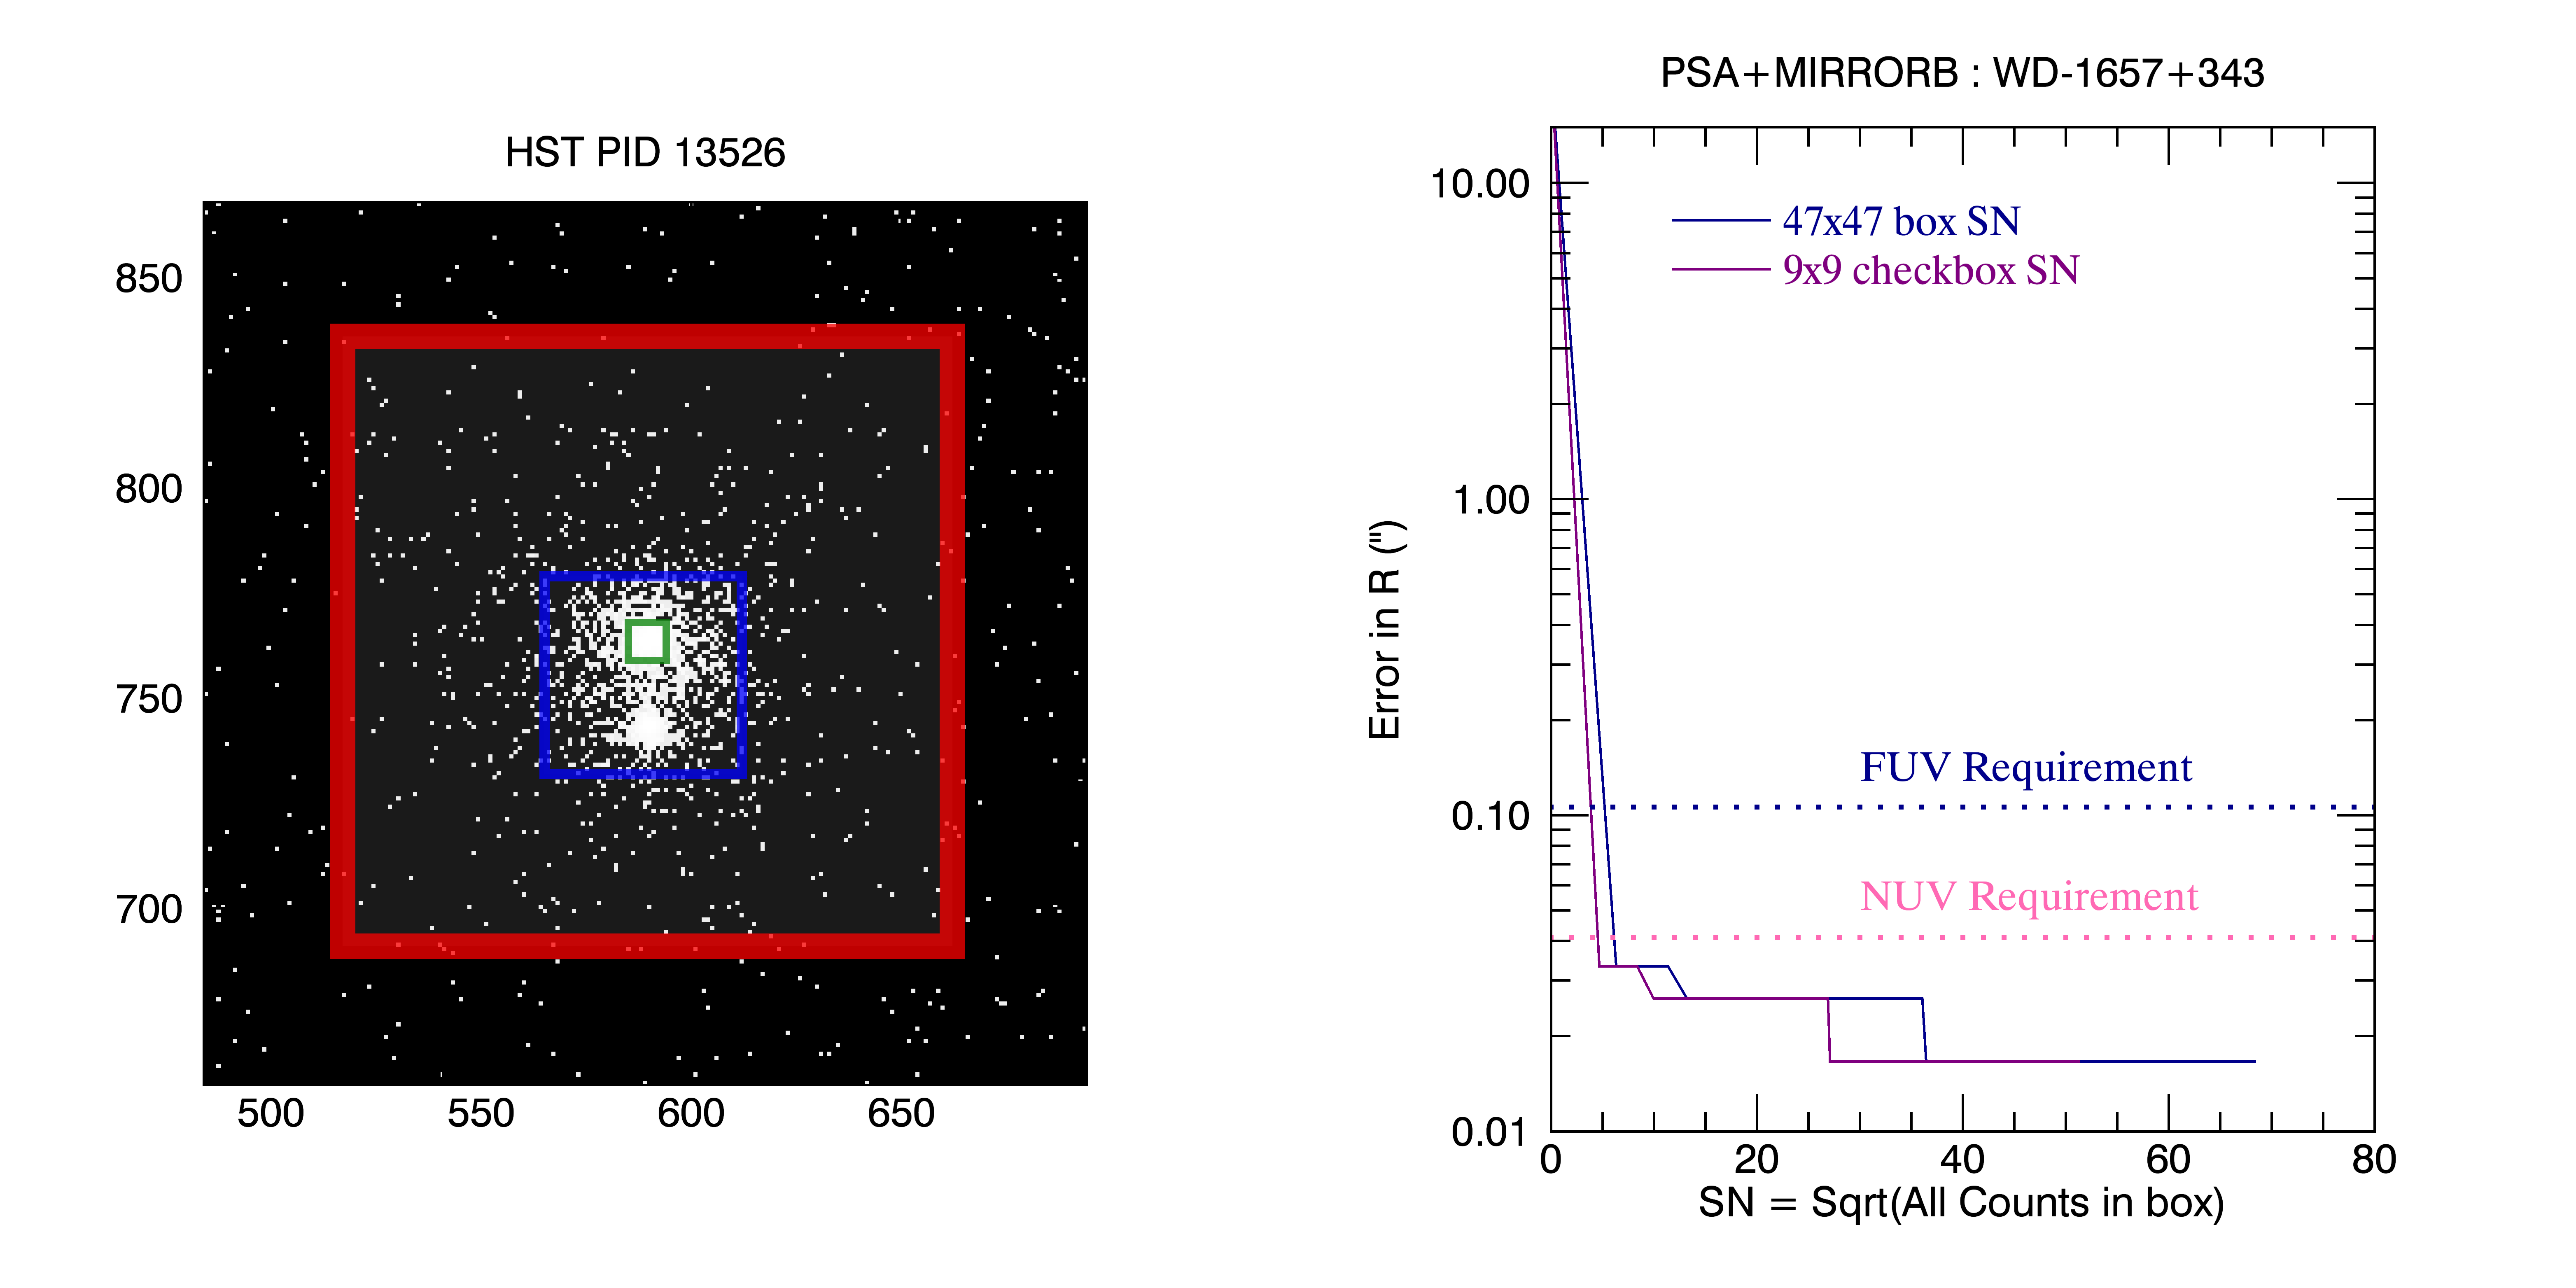 HST PID 13526
850
800
750
700
500 550 600 650
PSA+MIRRORB : WD-1657+343
10.00
1.00
0.10
0.01
Error in R (")
47x47 box SN
9x9 checkbox SN
FUV Requirement
NUV Requirement
0 20 40 60 80
SN = Sqrt(All Counts in box)